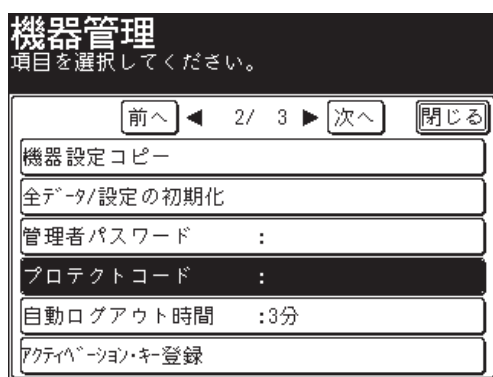 機器管理
項目を選択してください。
前へ ◀ 2/ 3 ▶ 次へ 閉じる
機器設定コピー
全ﾃﾞｰﾀ/設定の初期化
管理者パスワード :
プロテクトコード :
自動ログアウト時間 :3分
ｱｸﾃｨﾍﾞｰｼｮﾝ･ｷｰ登録